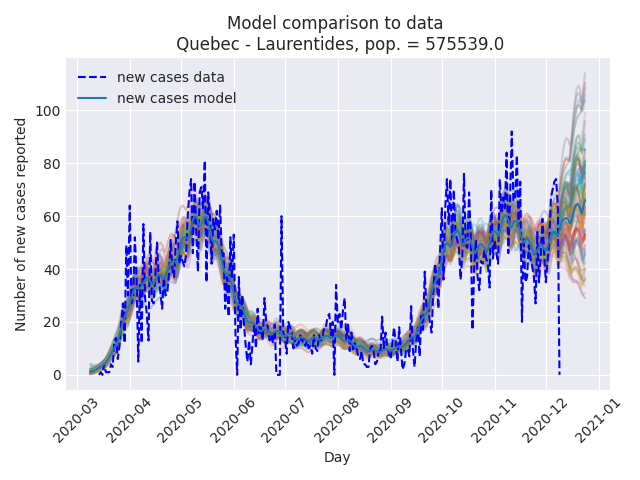 Model comparison to data
Quebec - Laurentides, pop. = 575539.0
new cases data
new cases model
Number of new cases reported
100
80
60
40
20
0
2020-03
2020-04
2020-05
2020-06
2020-07
2020-08
2020-09
2020-10
2020-11
2020-12
2021-01
Day